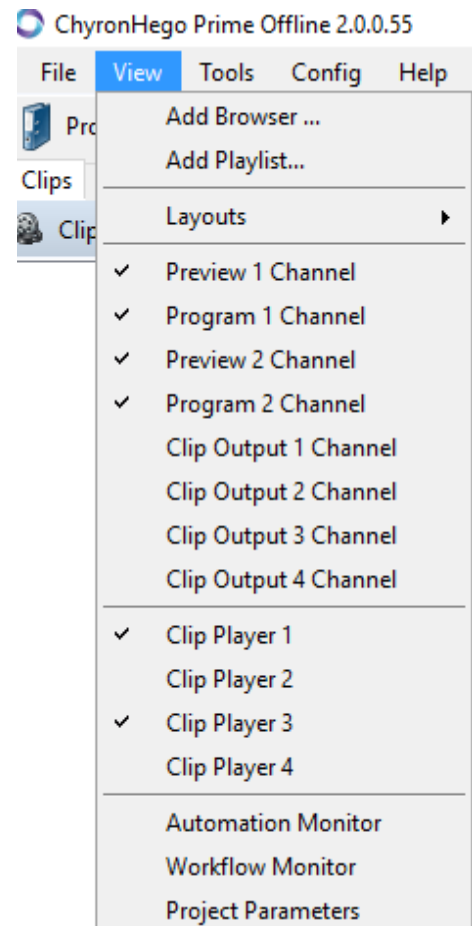 ChyronHego Prime Offline 2.0.0.55
File View Tools Config Help
Add Browser ...
Add Playlist...
Clips
Layouts
Preview 1 Channel
Program 1 Channel
Preview 2 Channel
Program 2 Channel
Clip Output 1 Channel
Clip Output 2 Channel
Clip Output 3 Channel
Clip Output 4 Channel
Clip Player 1
Clip Player 2
Clip Player 3
Clip Player 4
Automation Monitor
Workflow Monitor
Project Parameters